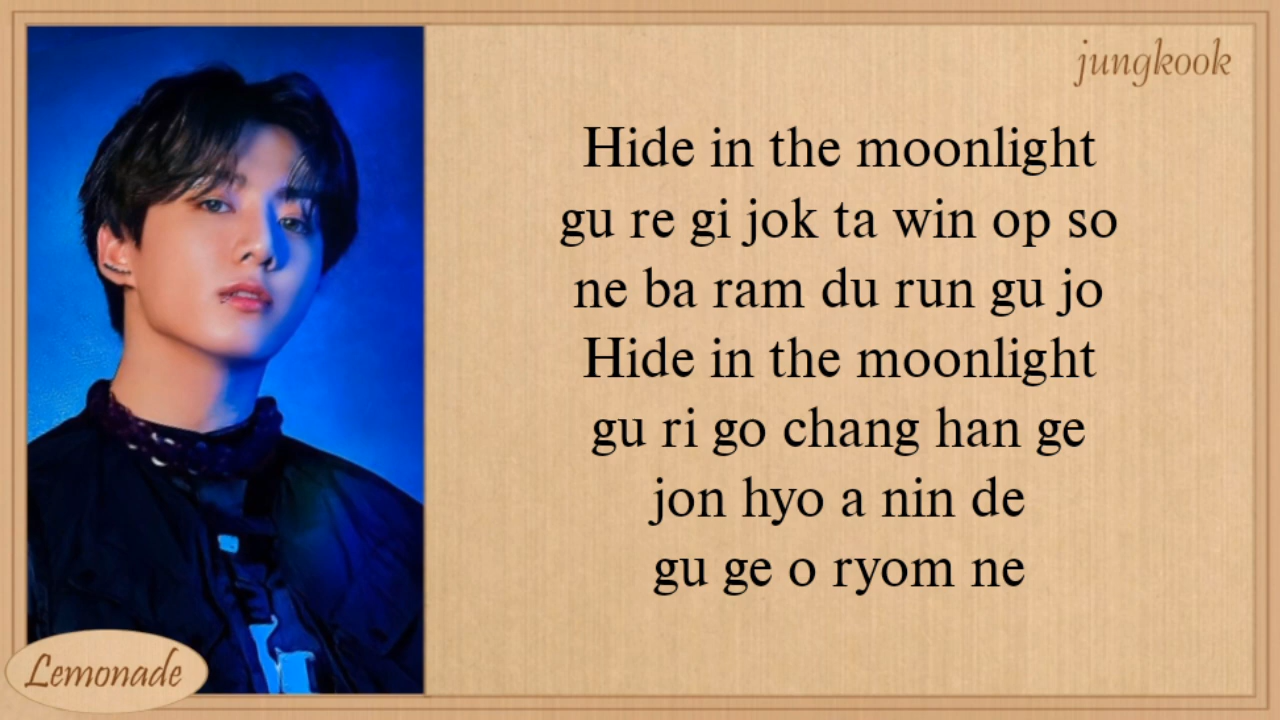 jungkook
Hide in the moonlight
gu re gi jok ta win op so
ne ba ram du run gu jo
Hide in the moonlight
gu ri go chang han ge
jon hyo a nin de
gu ge o ryom ne
Lemonade